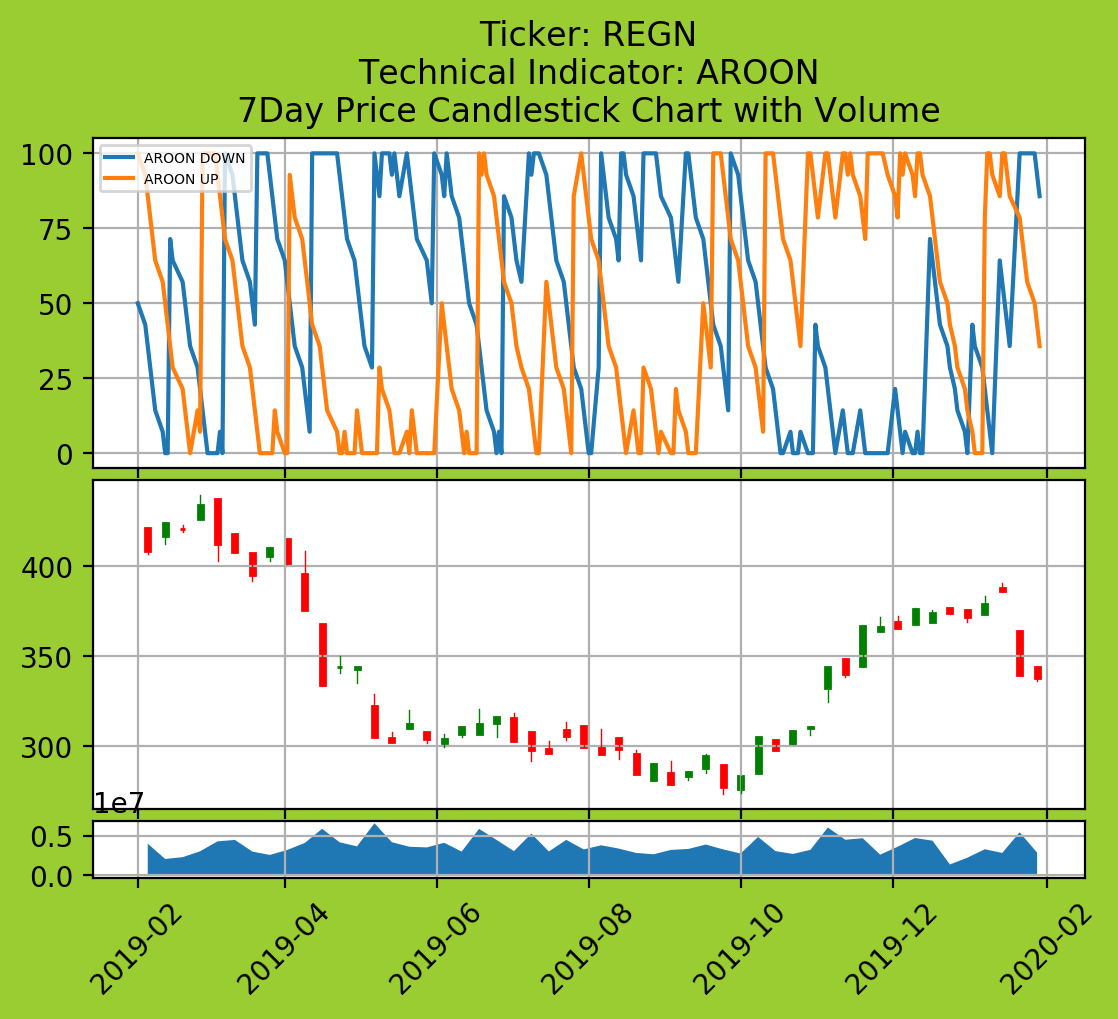 Ticker: REGN
Technical Indicator: AROON
7Day Price Candlestick Chart with Volume
100
75
50
25
0
AROON DOWN
AROON UP
400
350
300
1e7
0.5
0.0
2019-02
2019-04
2019-06
2019-08
2019-10
2019-12
2020-02